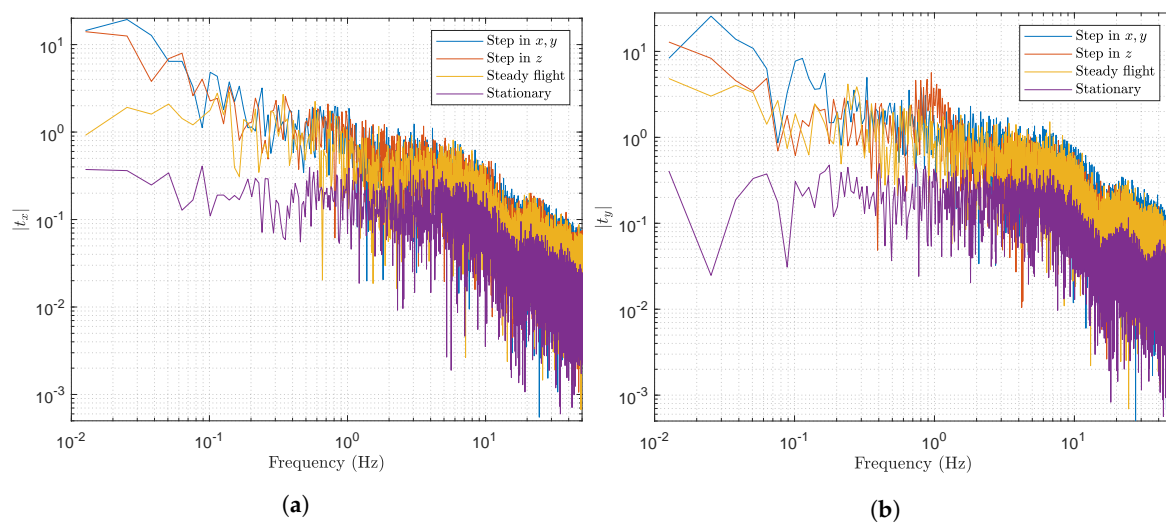 Step in x, y
Step in z
Steady flight
Stationary
10^1
10^0
10^-1
10^-2
10^-3
|t_x|
10^-2 10^-1 10^0 10^1
Frequency (Hz)
(a)
Step in x, y
Step in z
Steady flight
Stationary
10^1
10^0
10^-1
10^-2
10^-3
|t_y|
10^-2 10^-1 10^0 10^1
Frequency (Hz)
(b)